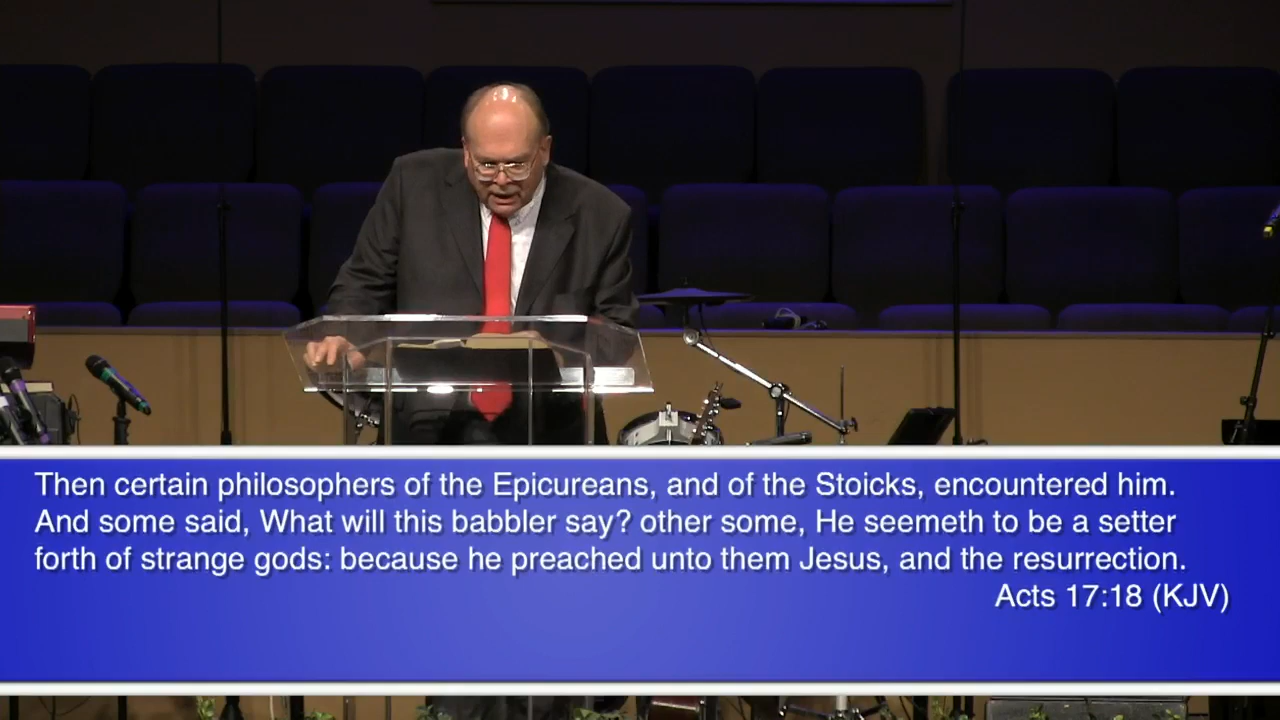 Then certain philosophers of the Epicureans, and of the Stoicks, encountered him.
And some said, What will this babbler say? other some, He seemeth to be a setter
forth of strange gods: because he preached unto them Jesus, and the resurrection.
Acts 17:18 (KJV)